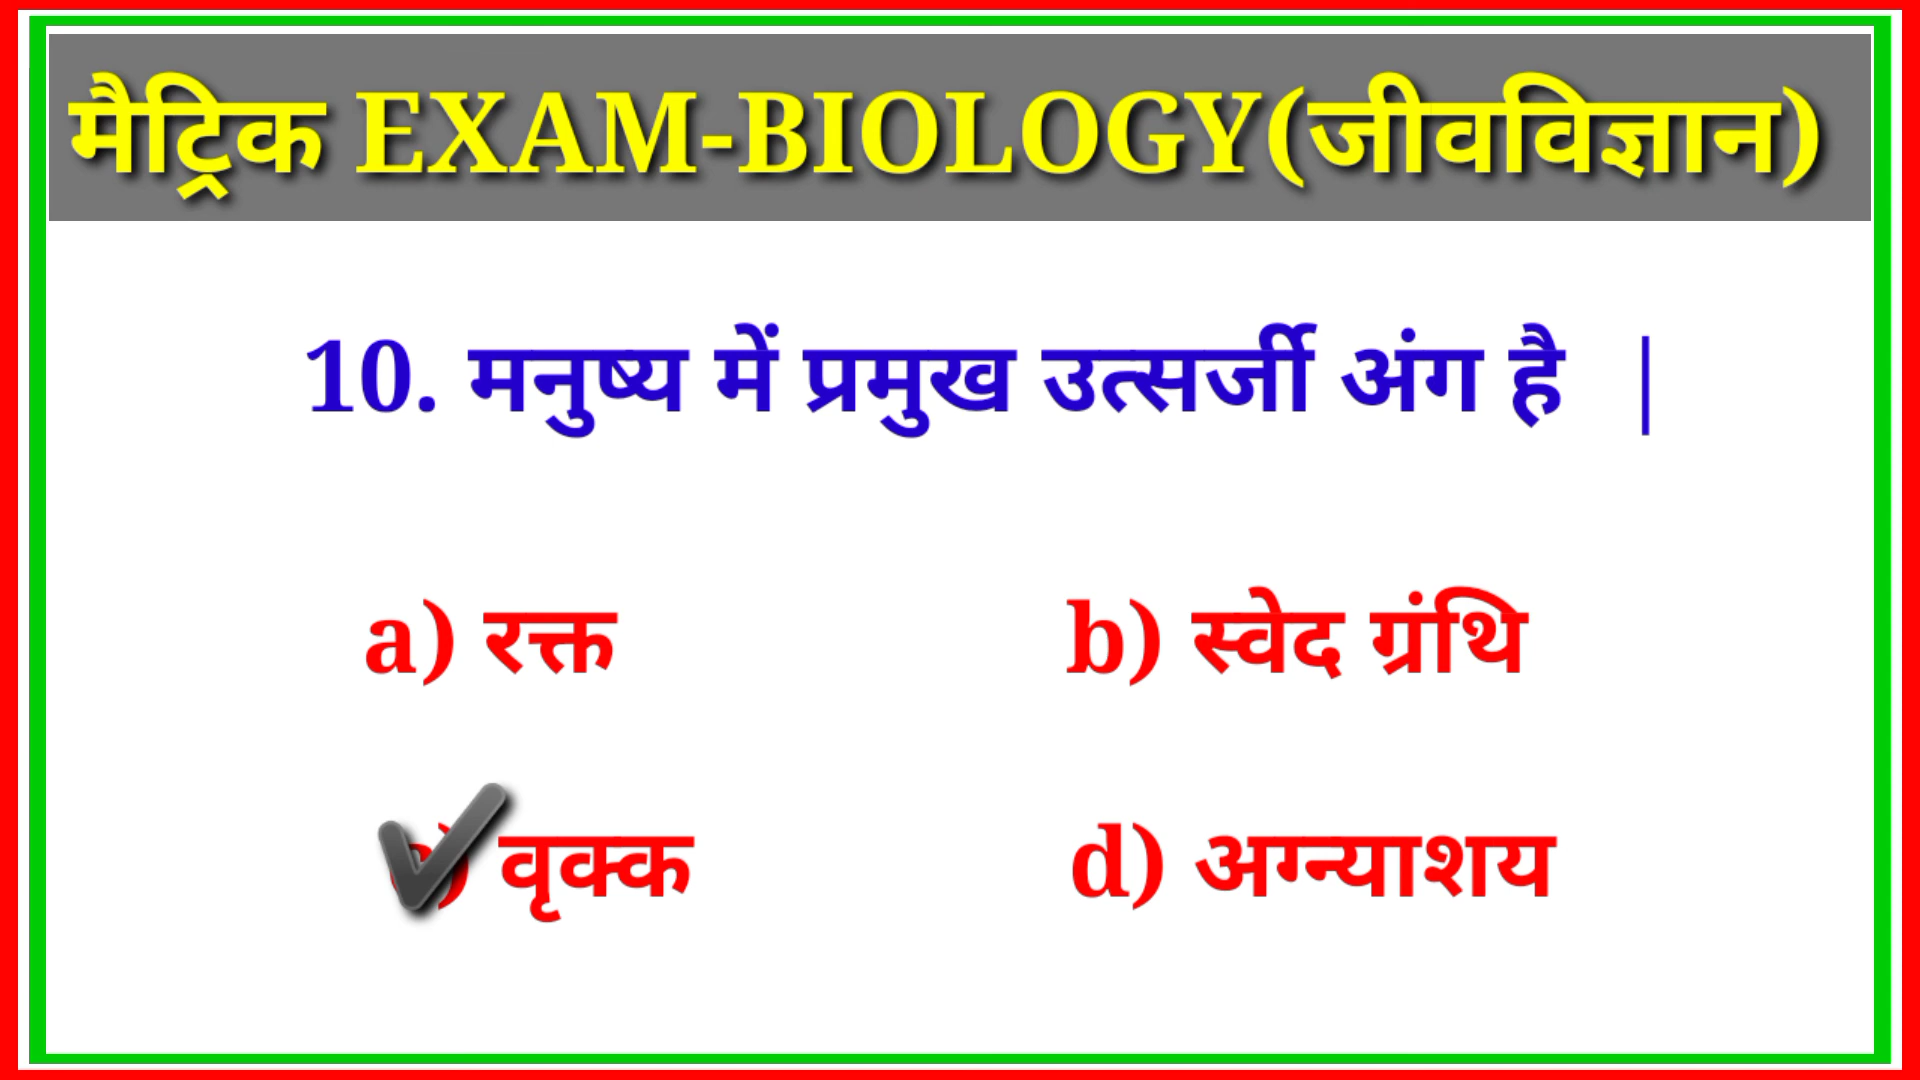 मैट्रिक EXAM-BIOLOGY(जीवविज्ञान)
10. मनुष्य में प्रमुख उत्सर्जी अंग है |
a) रक्त b) स्वेद ग्रंथि
c) वृक्क d) अग्न्याशय